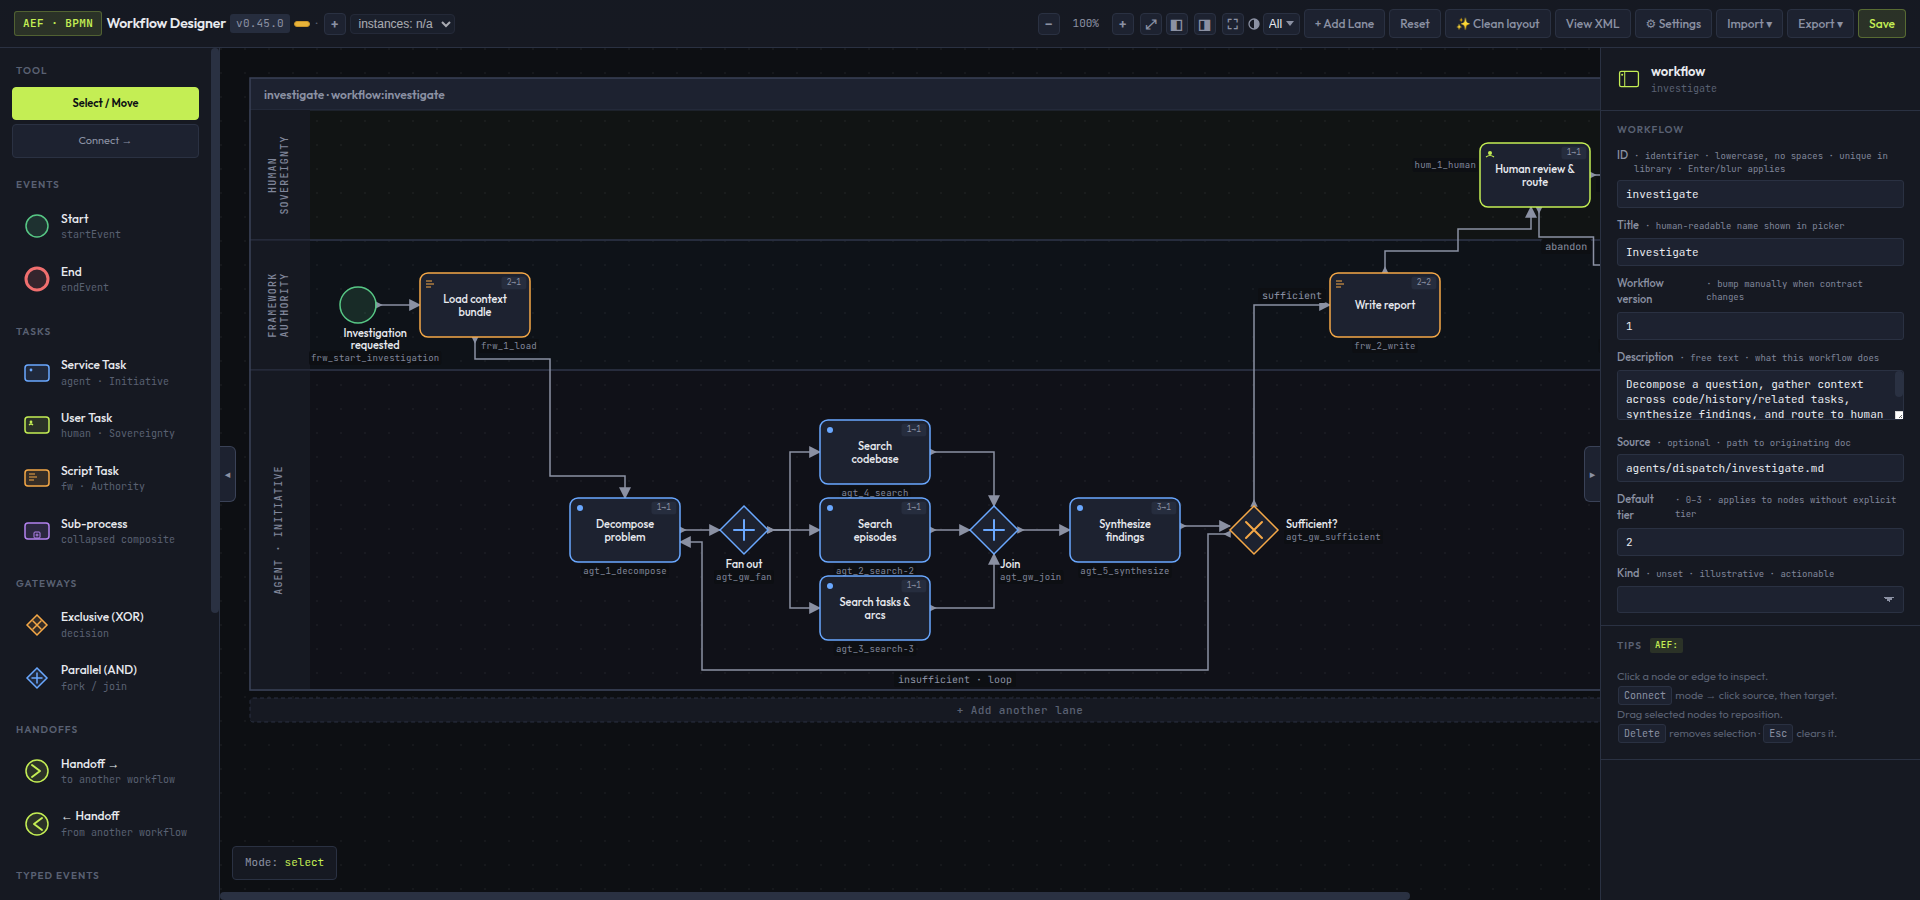 AEF · BPMN Workflow Designer v0.45.0 · + instances: n/a
− 100% + All + Add Lane Reset ✨ Clean layout View XML ⚙ Settings Import ▾ Export ▾ Save
TOOL
Select / Move
Connect →
EVENTS
Start
startEvent
End
endEvent
TASKS
Service Task
agent · Initiative
User Task
human · Sovereignty
Script Task
fw · Authority
Sub-process
collapsed composite
GATEWAYS
Exclusive (XOR)
decision
Parallel (AND)
fork / join
HANDOFFS
Handoff →
to another workflow
← Handoff
from another workflow
TYPED EVENTS
investigate · workflow:investigate
HUMAN
SOVEREIGNTY
hum_1_human
1–1
Human review &
route
abandon
FRAMEWORK
AUTHORITY
Investigation
requested
frw_start_investigation
2–1
Load context
bundle
frw_1_load
sufficient
2–2
Write report
frw_2_write
AGENT · INITIATIVE
1–1
Decompose
problem
agt_1_decompose
Fan out
agt_gw_fan
1–1
Search
codebase
agt_4_search
1–1
Search
episodes
agt_2_search-2
1–1
Search tasks &
arcs
agt_3_search-3
Join
agt_gw_join
3–1
Synthesize
findings
agt_5_synthesize
Sufficient?
agt_gw_sufficient
insufficient · loop
+ Add another lane
Mode: select
workflow
investigate
WORKFLOW
ID · identifier · lowercase, no spaces · unique in
library · Enter/blur applies
investigate
Title · human-readable name shown in picker
Investigate
Workflow version · bump manually when contract changes
1
Description · free text · what this workflow does
Decompose a question, gather context
across code/history/related tasks,
synthesize findings, and route to human
Source · optional · path to originating doc
agents/dispatch/investigate.md
Default tier · 0–3 · applies to nodes without explicit tier
2
Kind · unset · illustrative · actionable
TIPS AEF:
Click a node or edge to inspect.
Connect mode → click source, then target.
Drag selected nodes to reposition.
Delete removes selection · Esc clears it.